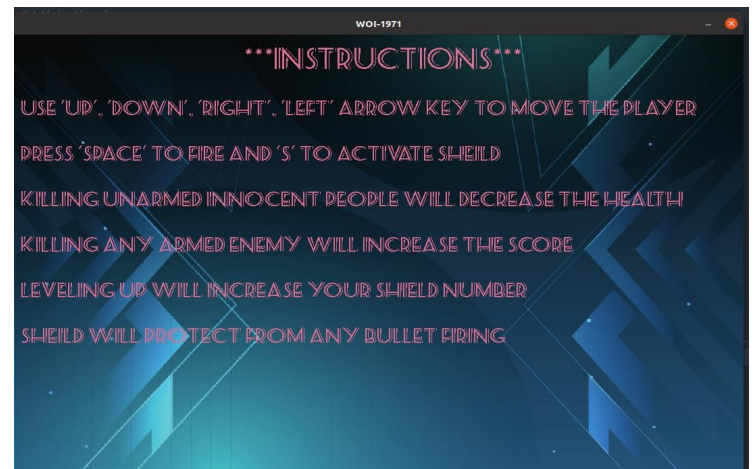 WOI-1971
***INSTRUCTIONS***
USE 'UP', 'DOWN', 'RIGHT', 'LEFT' ARROW KEY TO MOVE THE PLAYER
PRESS 'SPACE' TO FIRE AND 'S' TO ACTIVATE SHEILD
KILLING UNARMED INNOCENT PEOPLE WILL DECREASE THE HEALTH
KILLING ANY ARMED ENEMY WILL INCREASE THE SCORE
LEVELING UP WILL INCREASE YOUR SHIELD NUMBER
SHEILD WILL PROTECT FROM ANY BULLET FIRING